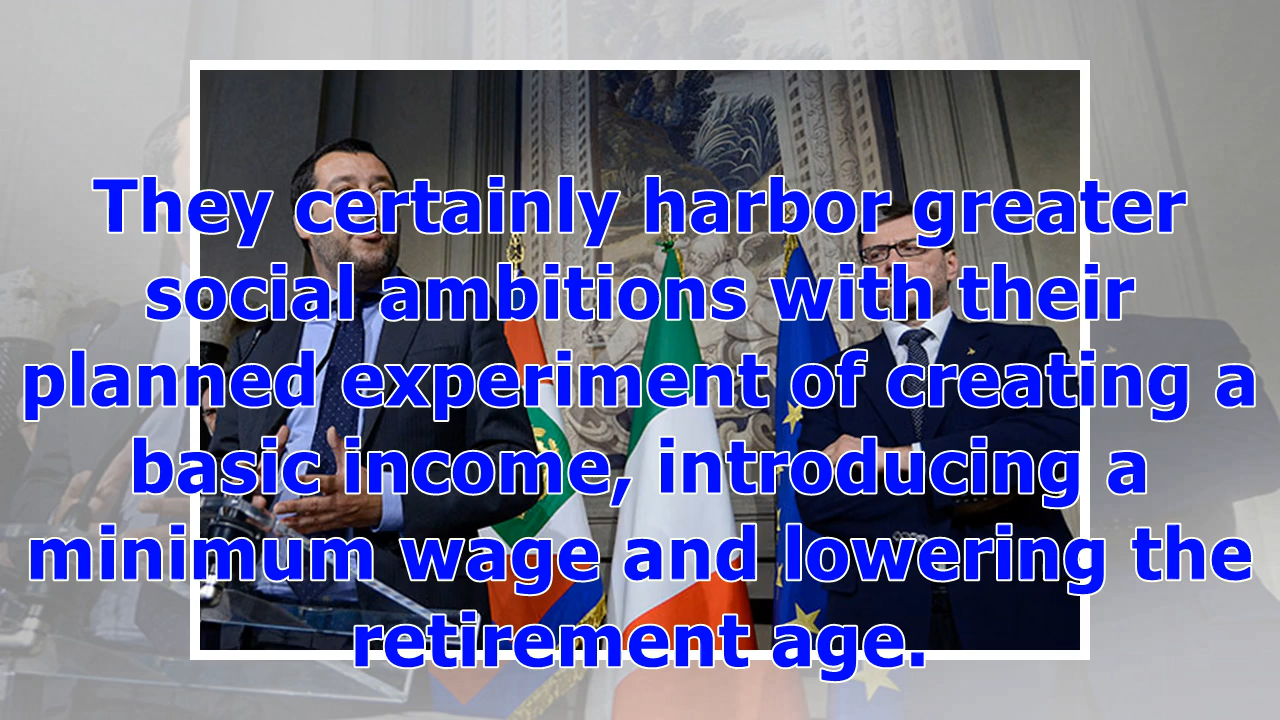 They certainly harbor greater
social ambitions with their
planned experiment of creating a
basic income, introducing a
minimum wage and lowering the
retirement age.